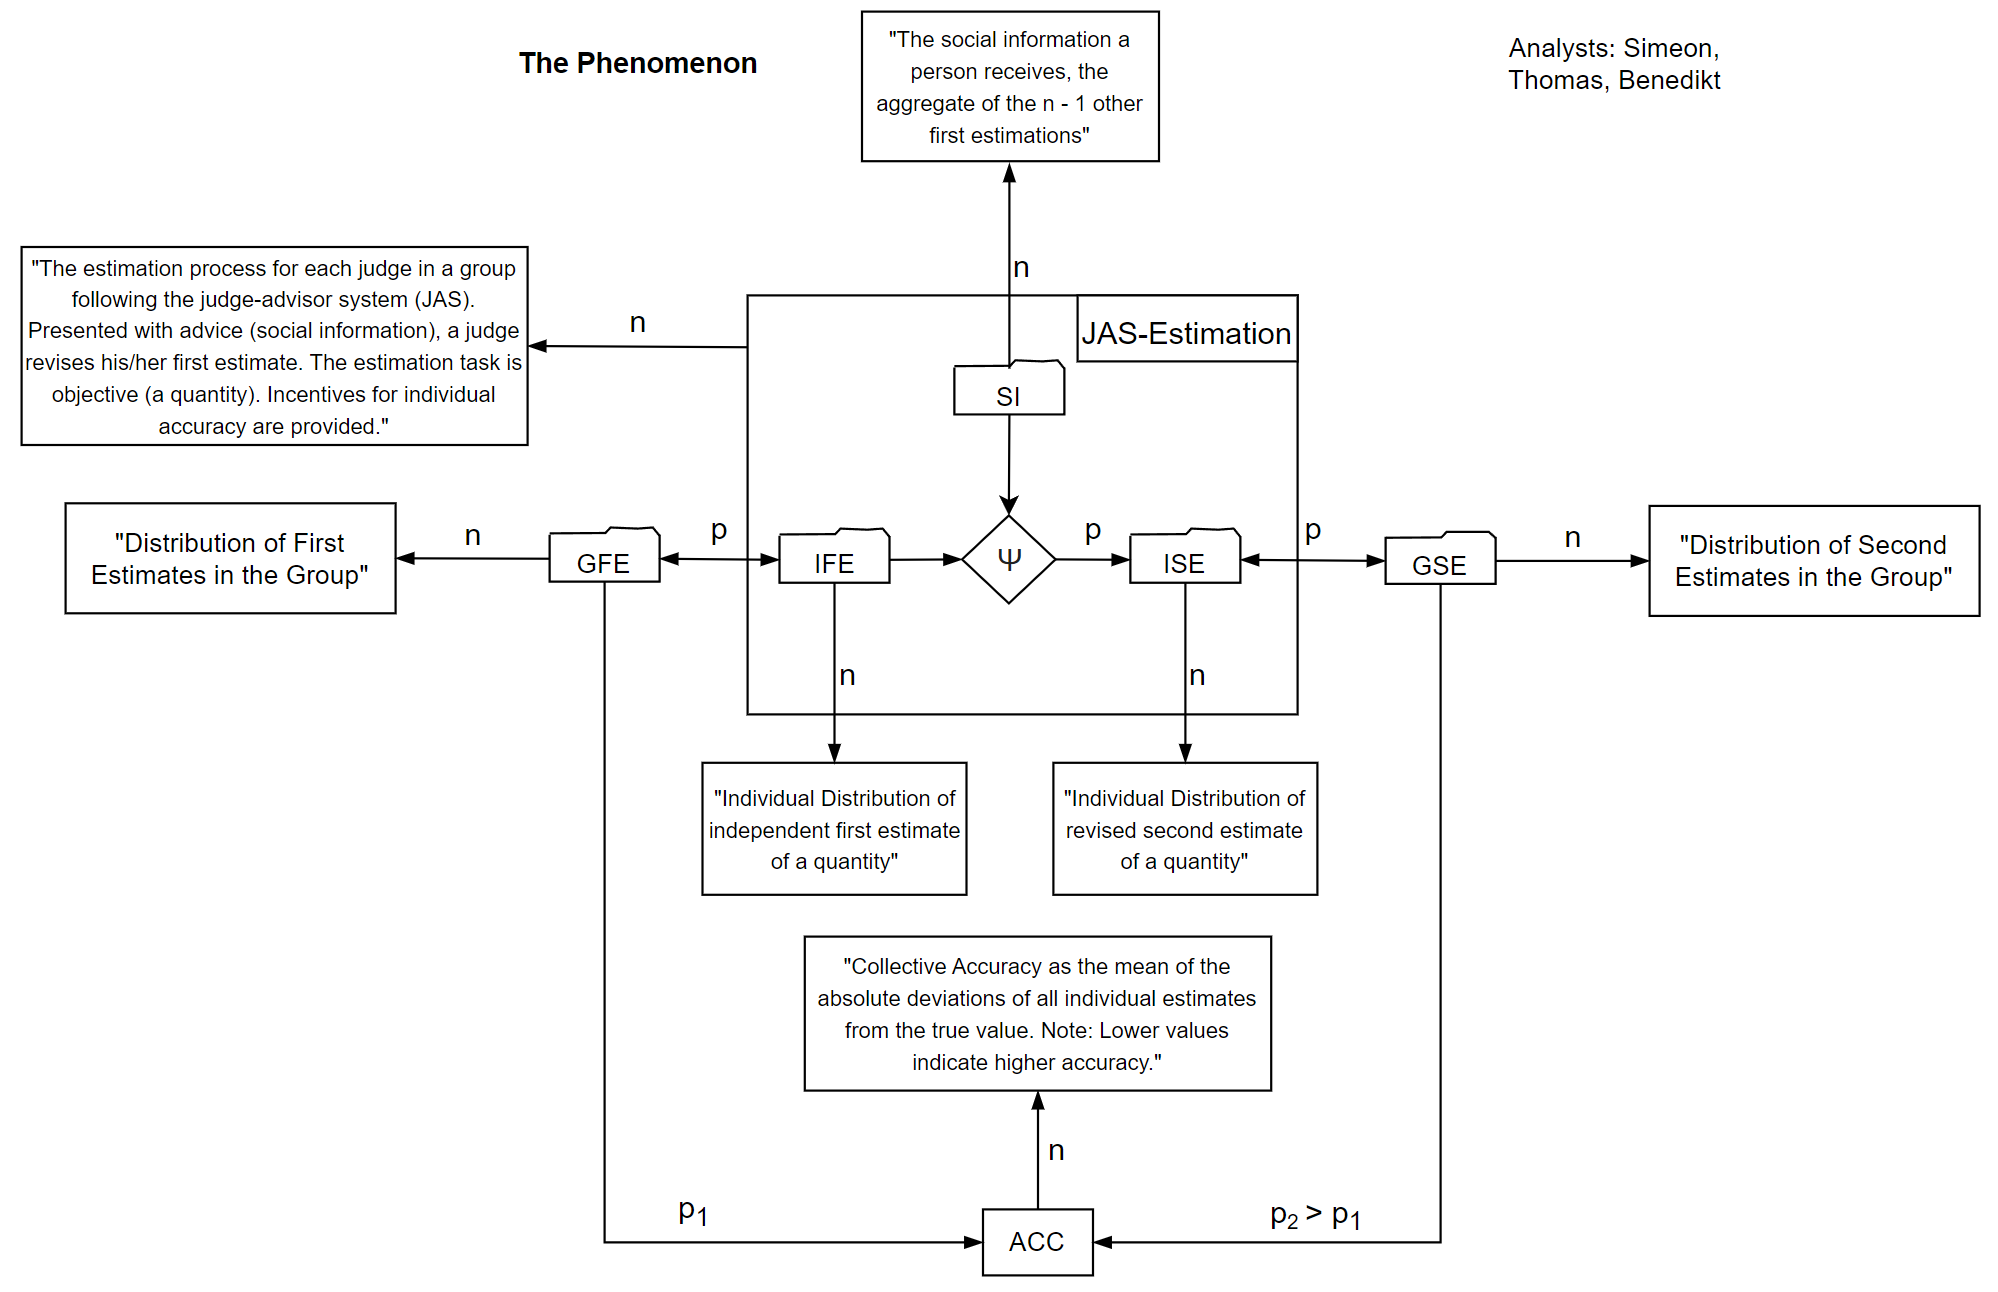 The Phenomenon
Analysts: Simeon,
Thomas, Benedikt
"The social information a
person receives, the
aggregate of the n - 1 other
first estimations"
n
"The estimation process for each judge in a group
following the judge-advisor system (JAS).
Presented with advice (social information), a judge
revises his/her first estimate. The estimation task is
objective (a quantity). Incentives for individual
accuracy are provided."
n
JAS-Estimation
SI
"Distribution of First
Estimates in the Group"
n
GFE
p
IFE
Ψ
p
ISE
p
GSE
n
"Distribution of Second
Estimates in the Group"
n
n
"Individual Distribution of
independent first estimate
of a quantity"
"Individual Distribution of
revised second estimate
of a quantity"
"Collective Accuracy as the mean of the
absolute deviations of all individual estimates
from the true value. Note: Lower values
indicate higher accuracy."
n
p1
ACC
p2 > p1